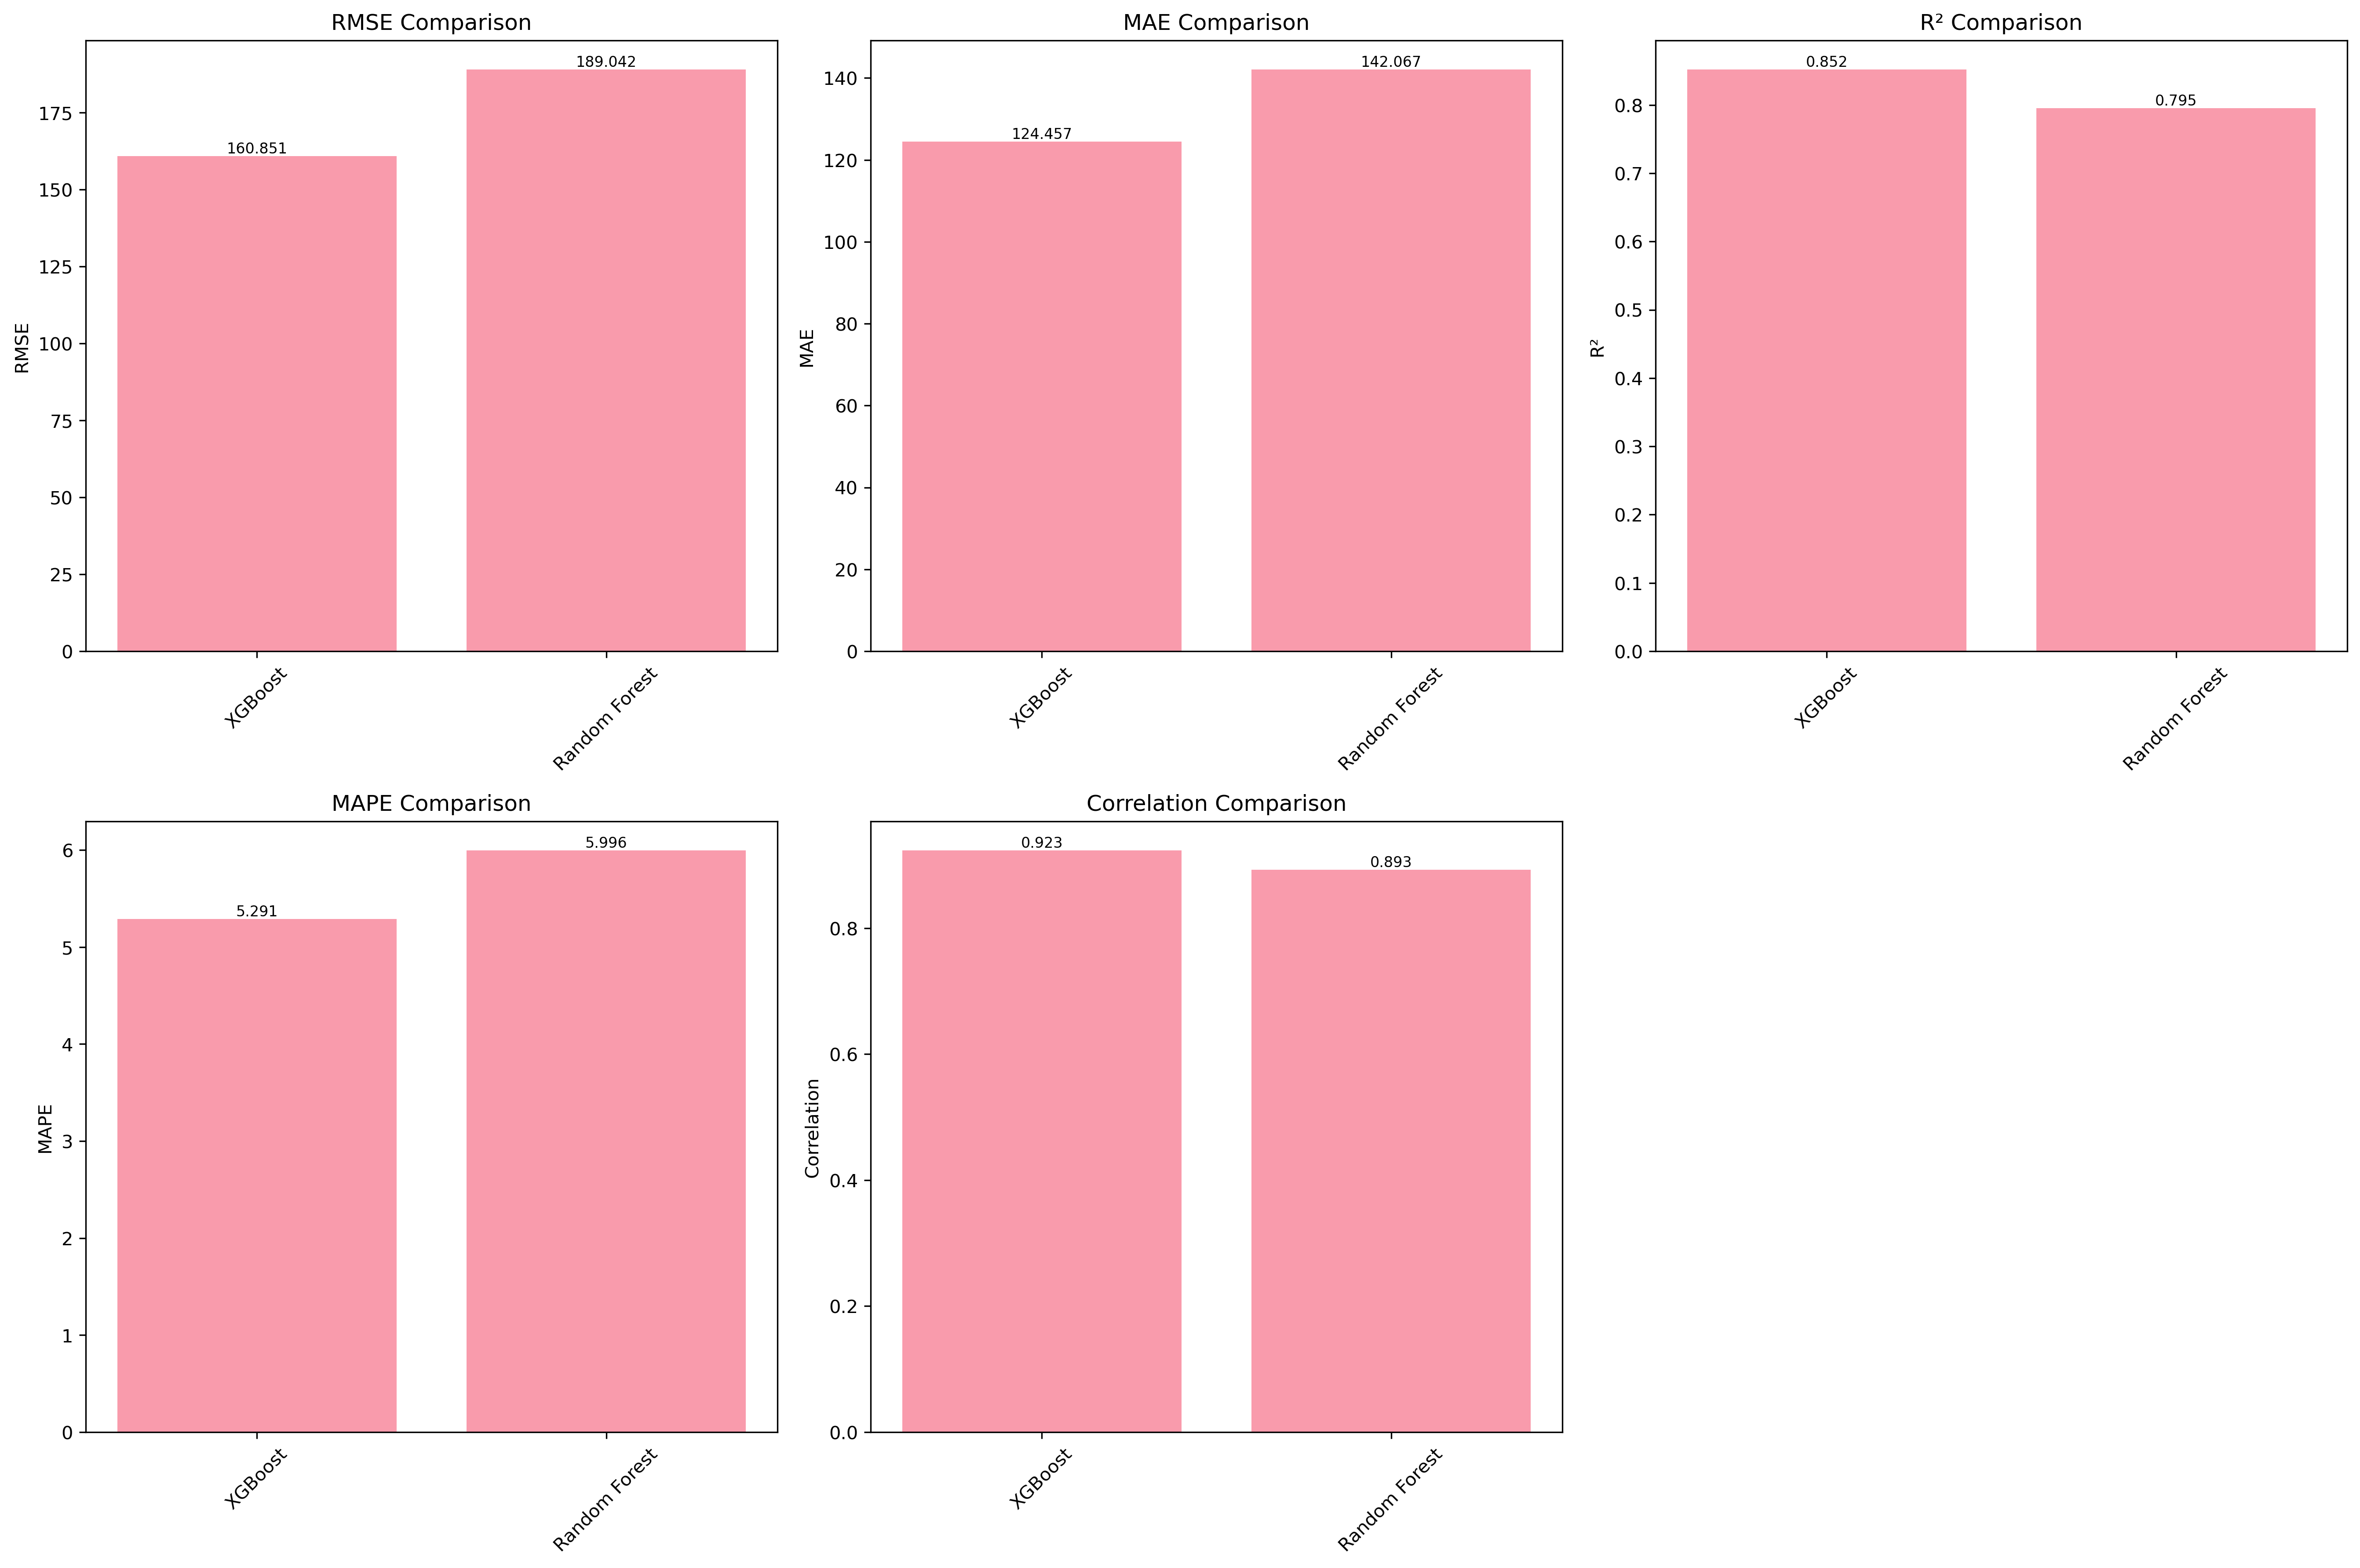 RMSE Comparison
RMSE
175
150
125
100
75
50
25
0
160.851
189.042
XGBoost
Random Forest
MAE Comparison
MAE
140
120
100
80
60
40
20
0
124.457
142.067
XGBoost
Random Forest
R² Comparison
R²
0.8
0.7
0.6
0.5
0.4
0.3
0.2
0.1
0.0
0.852
0.795
XGBoost
Random Forest
MAPE Comparison
MAPE
6
5
4
3
2
1
0
5.291
5.996
XGBoost
Random Forest
Correlation Comparison
Correlation
0.8
0.6
0.4
0.2
0.0
0.923
0.893
XGBoost
Random Forest